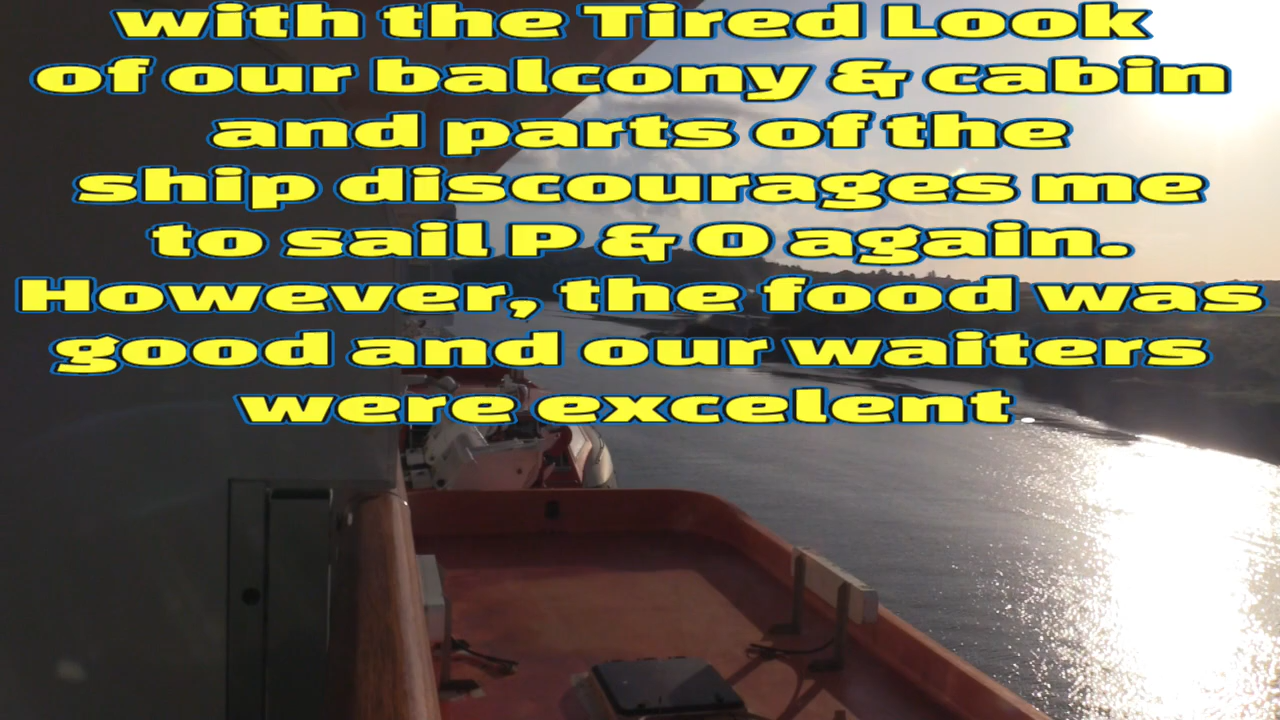 with the Tired Look
of our balcony & cabin
and parts of the
ship discourages me
to sail P & O again.
However, the food was
good and our waiters
were excelent